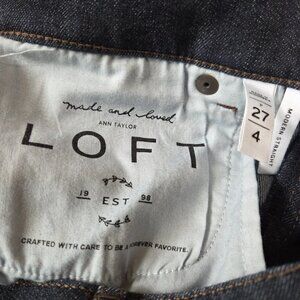 made and loved
ANN TAYLOR
LOFT
19 EST 98
CRAFTED WITH CARE TO BE A FOREVER FAVORITE.
27
4
MODERN STRAIGHT